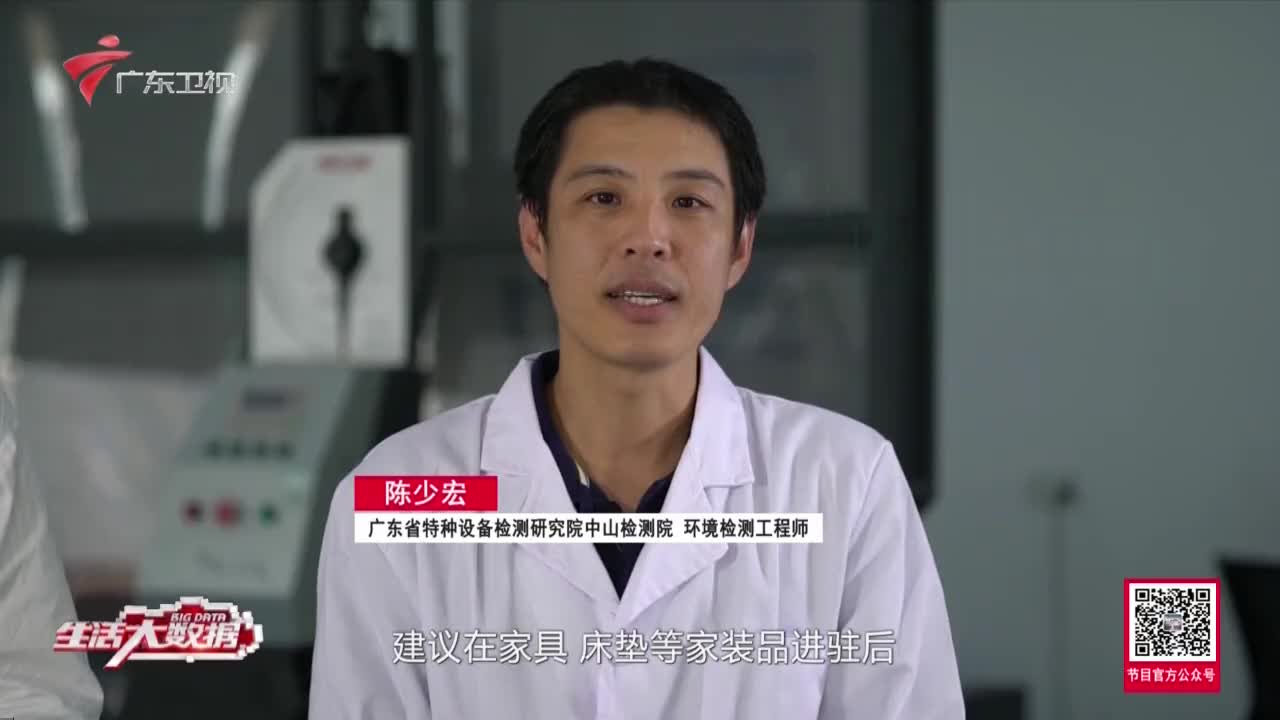 广东卫视
陈少宏
广东省特种设备检测研究院中山检测院 环境检测工程师
BIG DATA
生活大数据
建议在家具 床垫等家装品进驻后
节目官方公众号